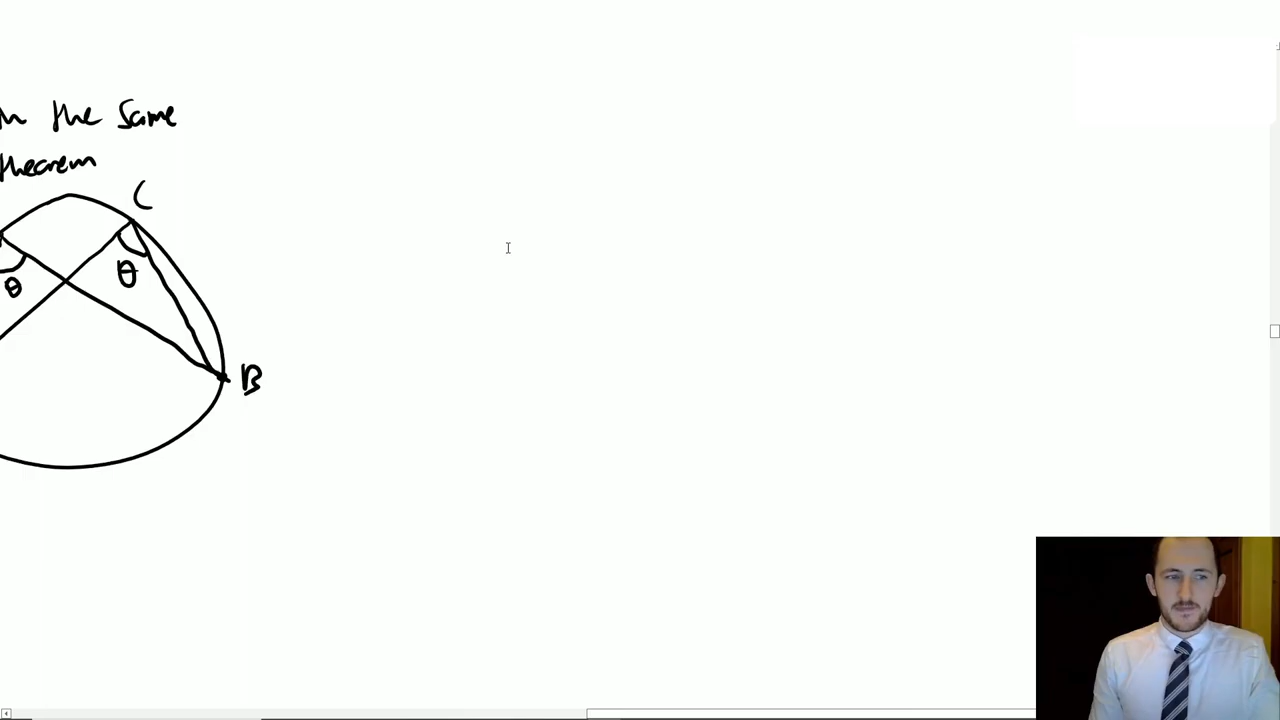 the same
theorem
C
θ
θ
B